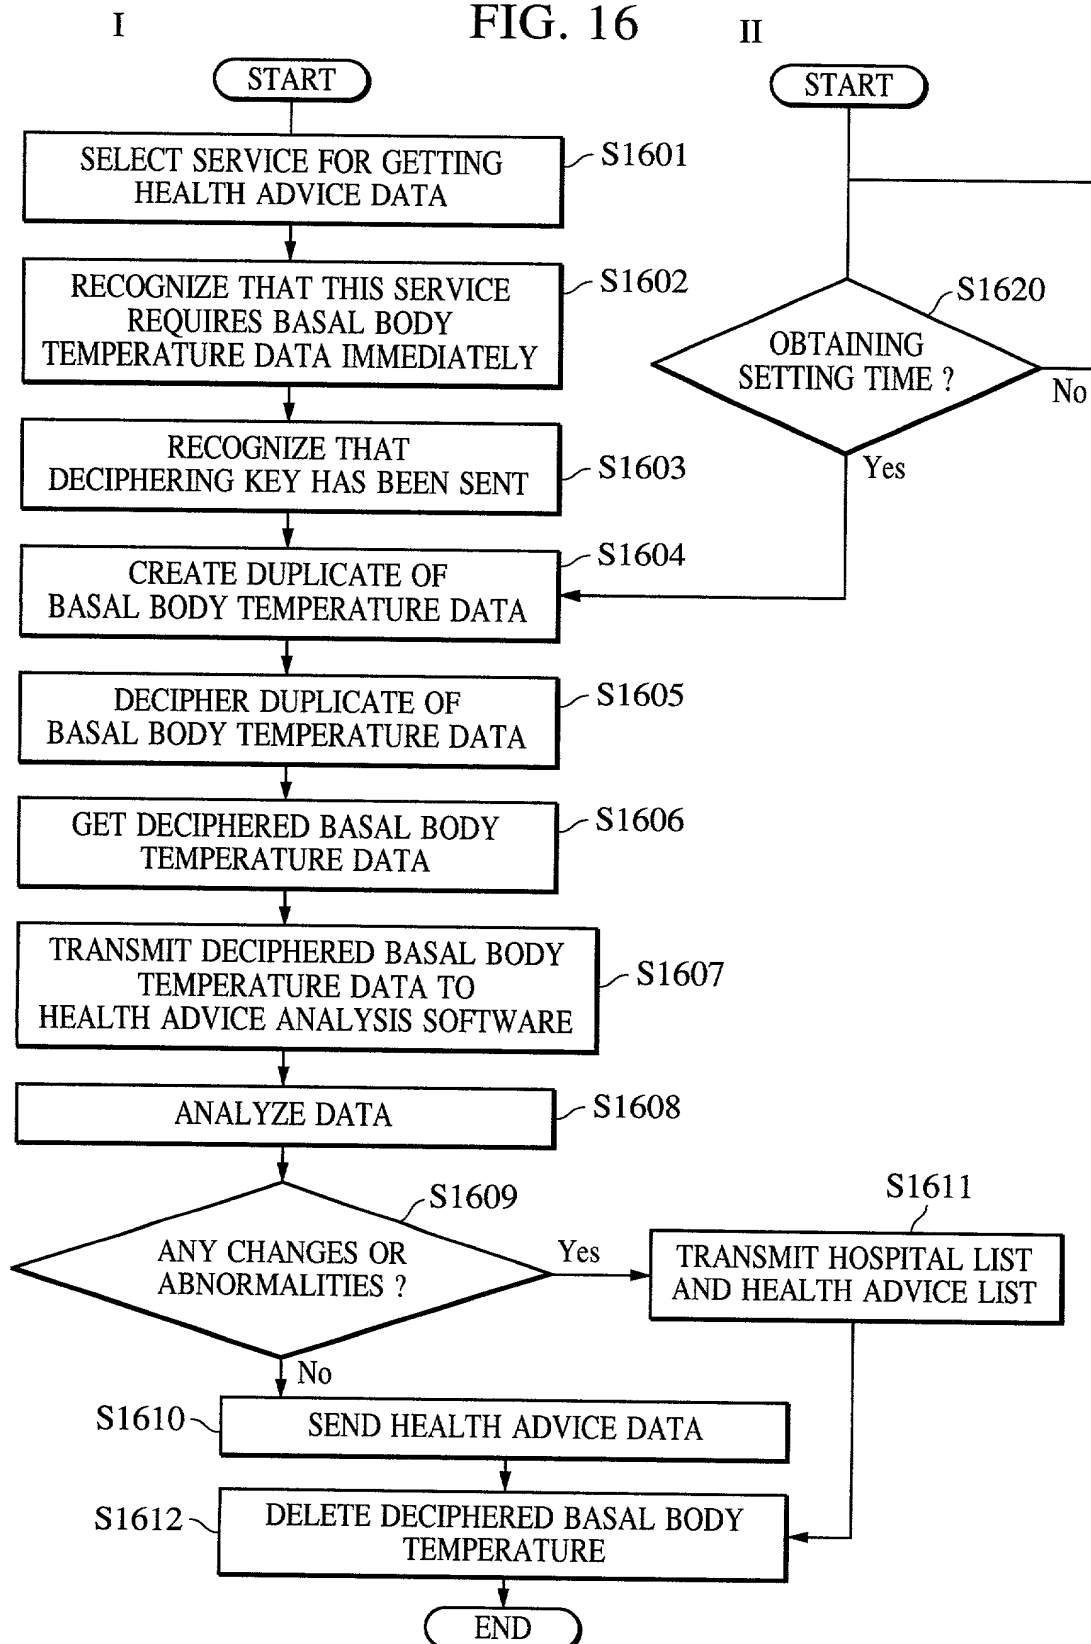 FIG. 16
I
II
START
START
SELECT SERVICE FOR GETTING
HEALTH ADVICE DATA
S1601
RECOGNIZE THAT THIS SERVICE
REQUIRES BASAL BODY
TEMPERATURE DATA IMMEDIATELY
S1602
S1620
OBTAINING
SETTING TIME ?
No
Yes
RECOGNIZE THAT
DECIPHERING KEY HAS BEEN SENT
S1603
CREATE DUPLICATE OF
BASAL BODY TEMPERATURE DATA
S1604
DECIPHER DUPLICATE OF
BASAL BODY TEMPERATURE DATA
S1605
GET DECIPHERED BASAL BODY
TEMPERATURE DATA
S1606
TRANSMIT DECIPHERED BASAL BODY
TEMPERATURE DATA TO
HEALTH ADVICE ANALYSIS SOFTWARE
S1607
ANALYZE DATA
S1608
S1609
ANY CHANGES OR
ABNORMALITIES ?
Yes
No
S1611
TRANSMIT HOSPITAL LIST
AND HEALTH ADVICE LIST
S1610
SEND HEALTH ADVICE DATA
S1612
DELETE DECIPHERED BASAL BODY
TEMPERATURE
END